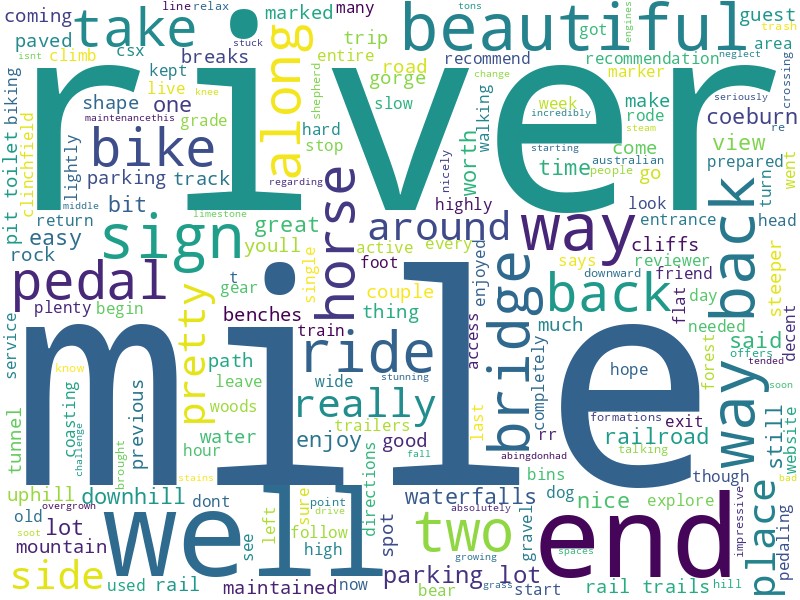 coming
take
line
relax
stuck
marked
many
beautiful
got
engines
tons
guest
trash
isnt
paved
climb
csx
breaks
along
entire
trip
recommend
recommendation
area
neglect
river
biking
toilet
pit
clinchfield
lightly
shape
knee
maintenancethis
bike
kept
live
one
grade
parking
track
gorge
road
shepherd
slow
hard
stop
week
walking
worth
rode
marker
change
make
seriously
crossing
coeburn
view
incredibly
starting
steam
re
come
time
australian
people
go
prepared
turn
went
middle
return
regarding
nicely
limestone
highly
look
entrance
head
easy
bit
rock
sign
great
youll
horse
around
way
cliffs
t
active
every
foot
enjoyed
says
downward
reviewer
friend
back
steeper
pedal
plenty
begin
pretty
gear
single
couple
benches
thing
train
access
bridge
back
flat
day
needed
decent
forest
offers
tended
mile
service
know
coasting
path
wide
ride
stunning
leave
woods
really
much
completely
hope
said
soon
way
place
still
website
tunnel
challenge
previous
brought
water
hour
enjoy
trailers
good
last
rr
formations
exit
talking
abingdonhad
railroad
though
uphill
downhill
stains
fall
directions
waterfalls
bins
dog
nice
explore
impressive
pedaling
bad
overgrown
old
lot
well
dont
see
left
sure
point
drive
follow
high
spot
absolutely
two
growing
gravel
end
spaces
mountain
soot
side
used
rail
maintained
now
parking lot
bear
grass
start
rail trails
hill